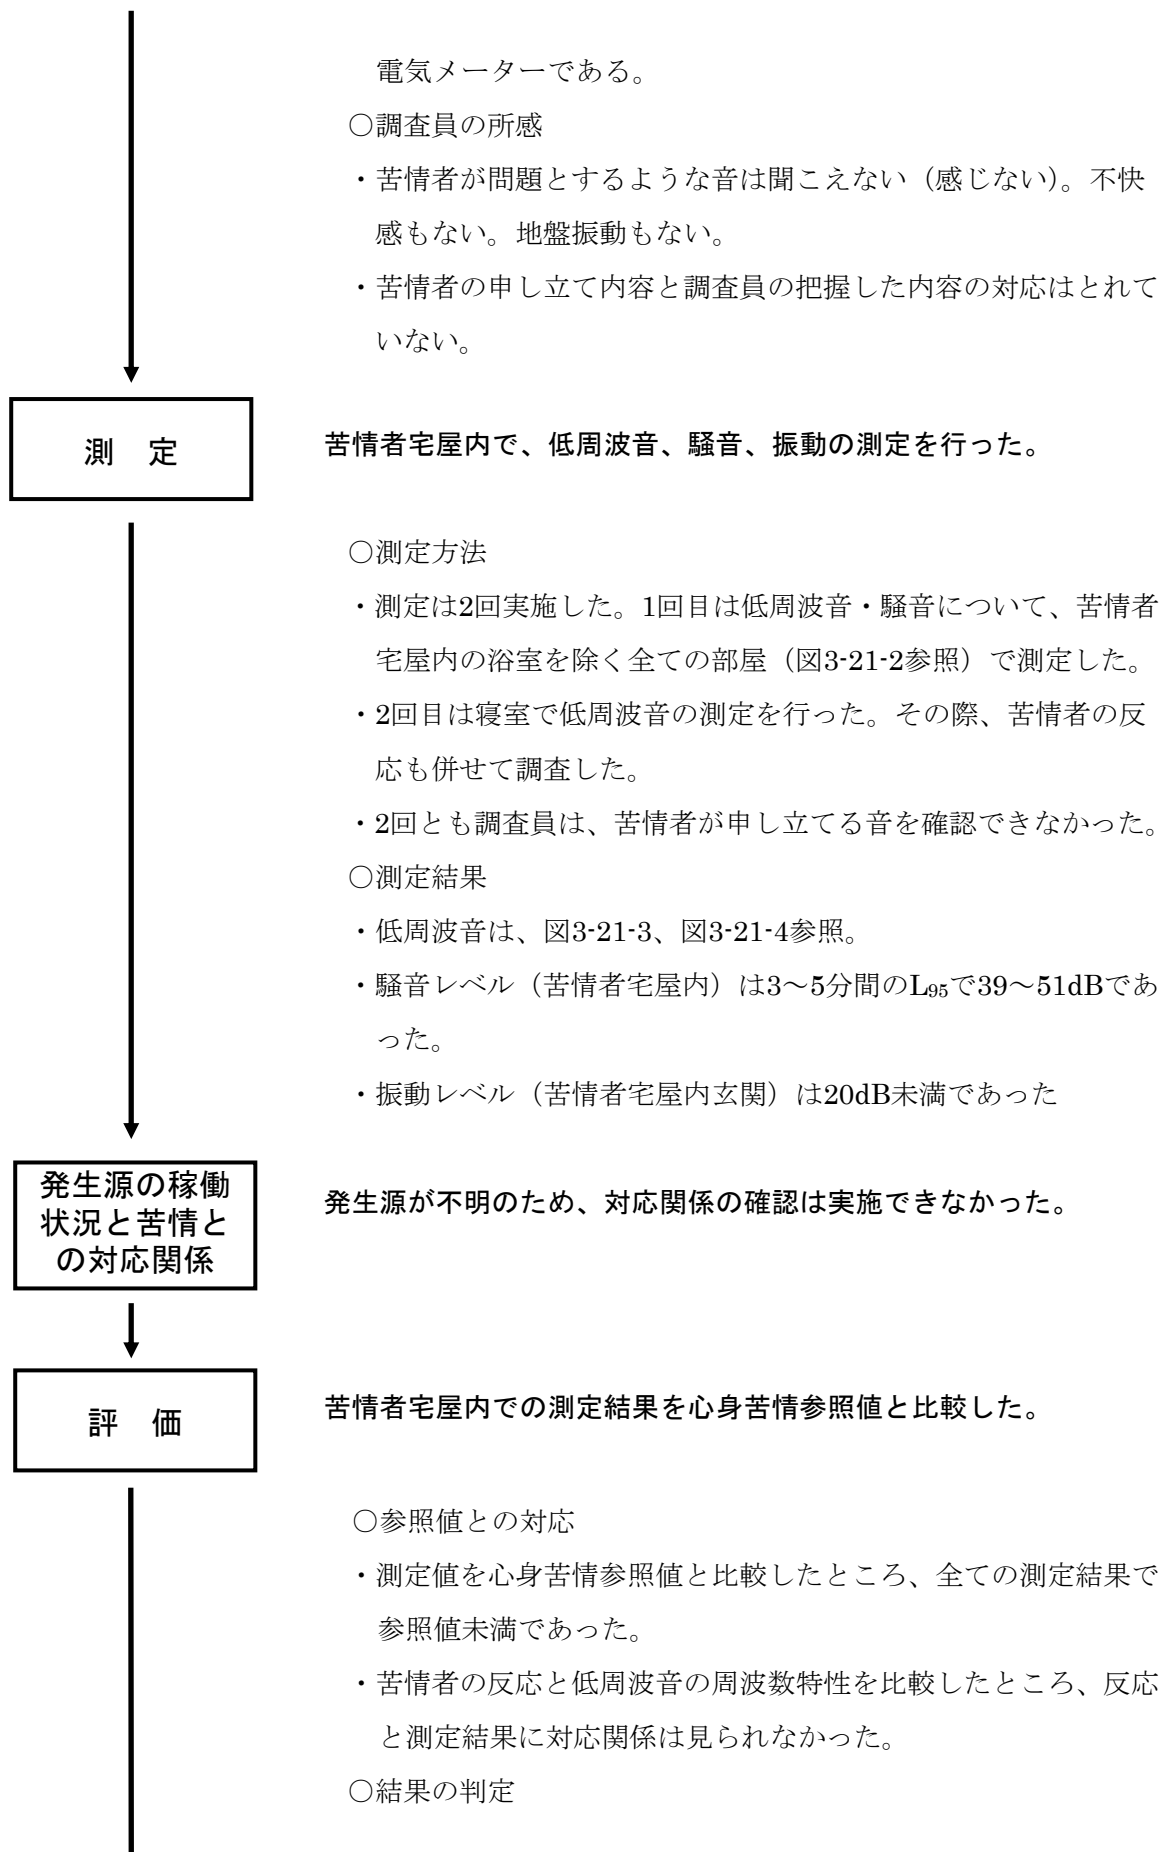 電気メーターである。
○調査員の所感
・苦情者が問題とするような音は聞こえない（感じない）。不快
感もない。地盤振動もない。
・苦情者の申し立て内容と調査員の把握した内容の対応はとれて
いない。
測　定
苦情者宅屋内で、低周波音、騒音、振動の測定を行った。
○測定方法
・測定は2回実施した。1回目は低周波音・騒音について、苦情者
宅屋内の浴室を除く全ての部屋（図3-21-2参照）で測定した。
・2回目は寝室で低周波音の測定を行った。その際、苦情者の反
応も併せて調査した。
・2回とも調査員は、苦情者が申し立てる音を確認できなかった。
○測定結果
・低周波音は、図3-21-3、図3-21-4参照。
・騒音レベル（苦情者宅屋内）は3～5分間のL95で39～51dBであ
った。
・振動レベル（苦情者宅屋内玄関）は20dB未満であった
発生源の稼働
状況と苦情と
の対応関係
発生源が不明のため、対応関係の確認は実施できなかった。
評　価
苦情者宅屋内での測定結果を心身苦情参照値と比較した。
○参照値との対応
・測定値を心身苦情参照値と比較したところ、全ての測定結果で
参照値未満であった。
・苦情者の反応と低周波音の周波数特性を比較したところ、反応
と測定結果に対応関係は見られなかった。
○結果の判定